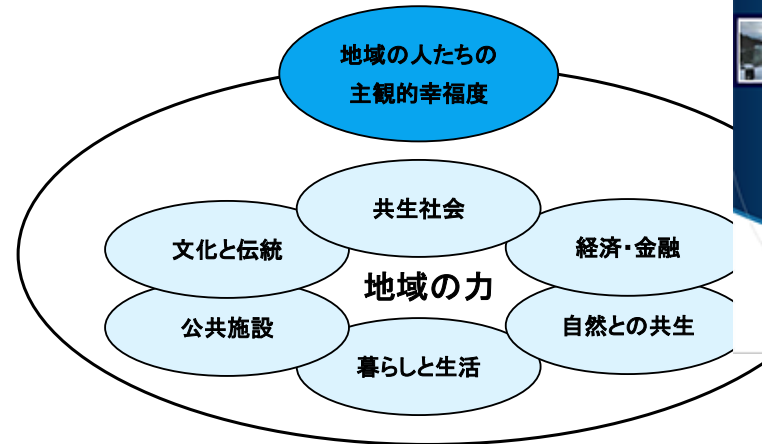 地域の人たちの
主観的幸福度
共生社会
文化と伝統
経済・金融
地域の力
公共施設
自然との共生
暮らしと生活